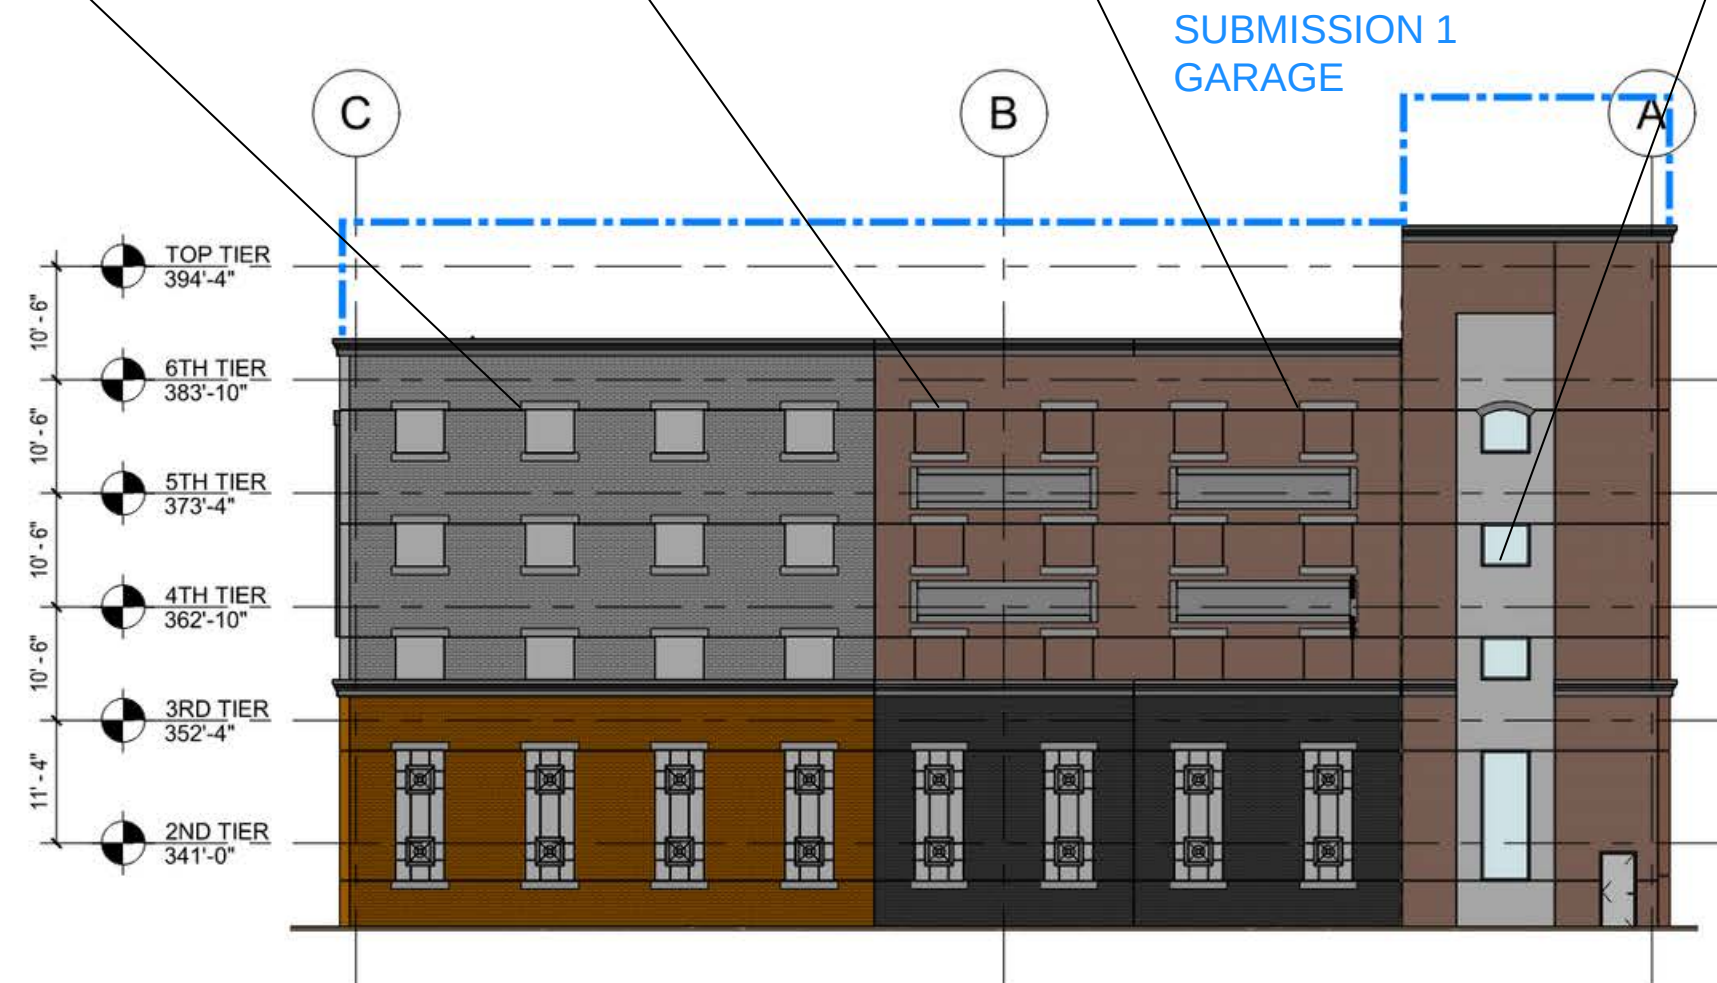 SUBMISSION 1
GARAGE
C
B
A
TOP TIER
394'-4"
10' - 6"
6TH TIER
383'-10"
10' - 6"
5TH TIER
373'-4"
10' - 6"
4TH TIER
362'-10"
10' - 6"
3RD TIER
352'-4"
11' - 4"
2ND TIER
341'-0"